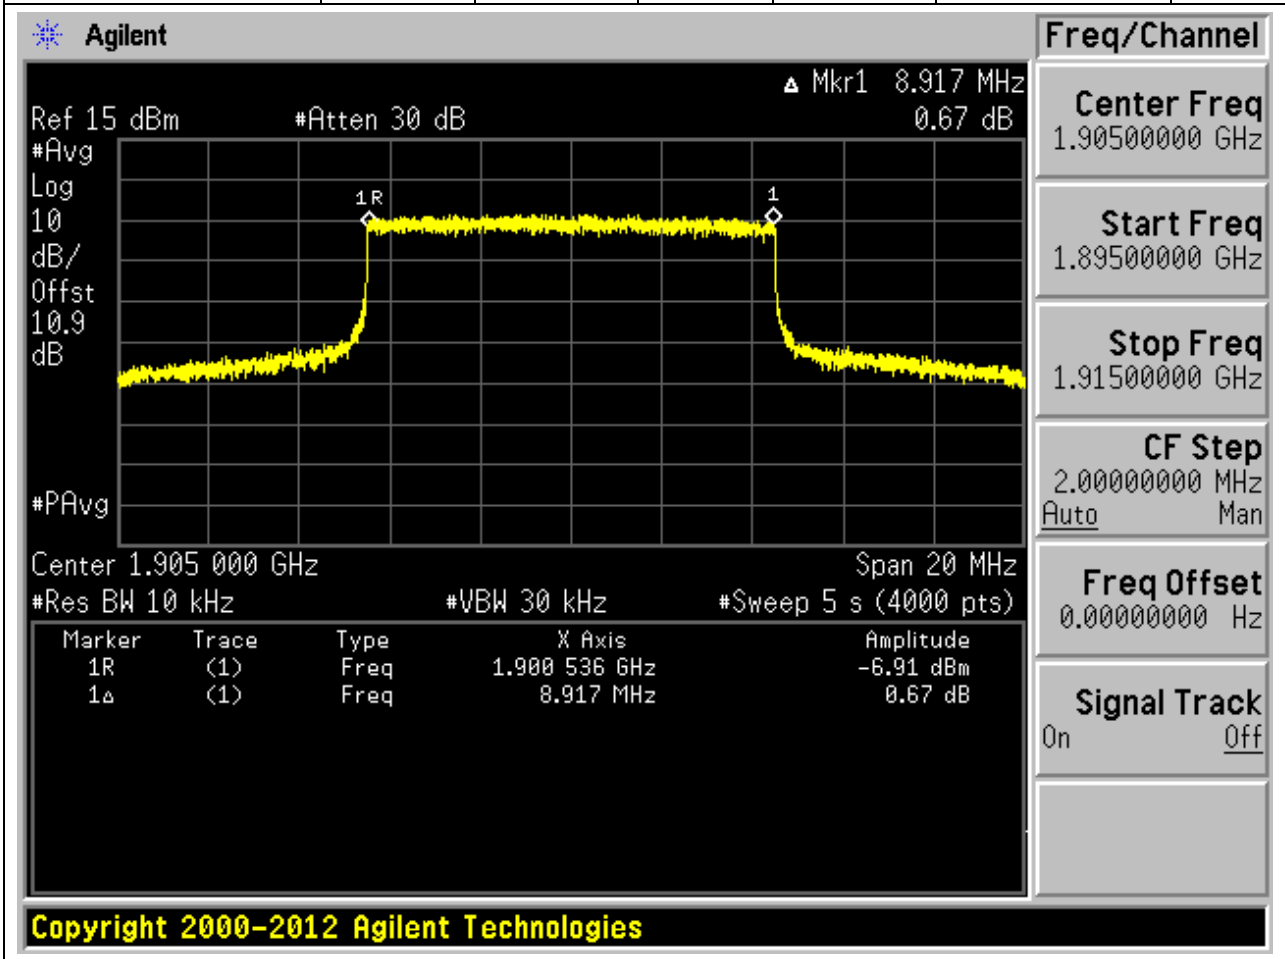 Agilent
Freq/Channel
Δ Mkr1 8.917 MHz
Ref 15 dBm #Atten 30 dB 0.67 dB
#Avg
Log
10
dB/
Offst
10.9
dB
#PAvg
1R
1
Center 1.905 000 GHz Span 20 MHz
#Res BW 10 kHz #VBW 30 kHz #Sweep 5 s (4000 pts)
Marker Trace Type X Axis Amplitude
1R (1) Freq 1.900 536 GHz -6.91 dBm
1Δ (1) Freq 8.917 MHz 0.67 dB
Center Freq
1.90500000 GHz
Start Freq
1.89500000 GHz
Stop Freq
1.91500000 GHz
CF Step
2.00000000 MHz
Auto Man
Freq Offset
0.00000000 Hz
Signal Track
On Off
Copyright 2000-2012 Agilent Technologies